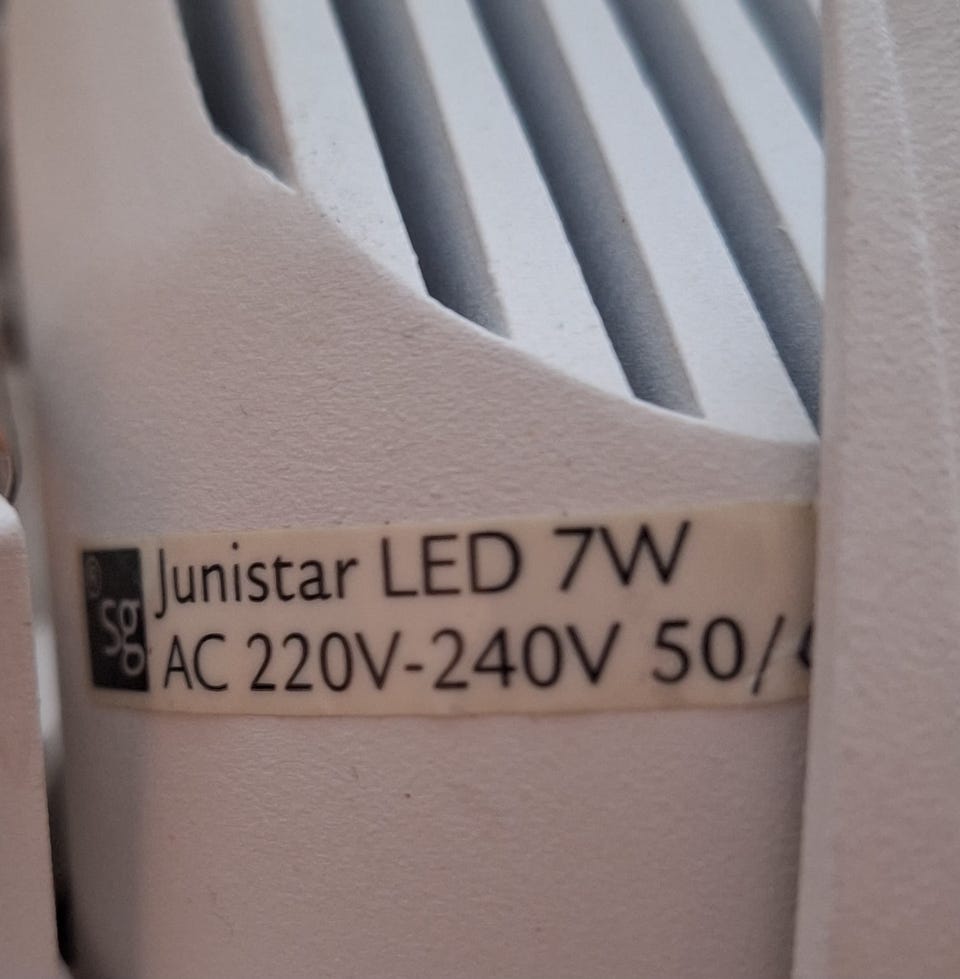 ® sg
Junistar LED 7W
AC 220V-240V 50/